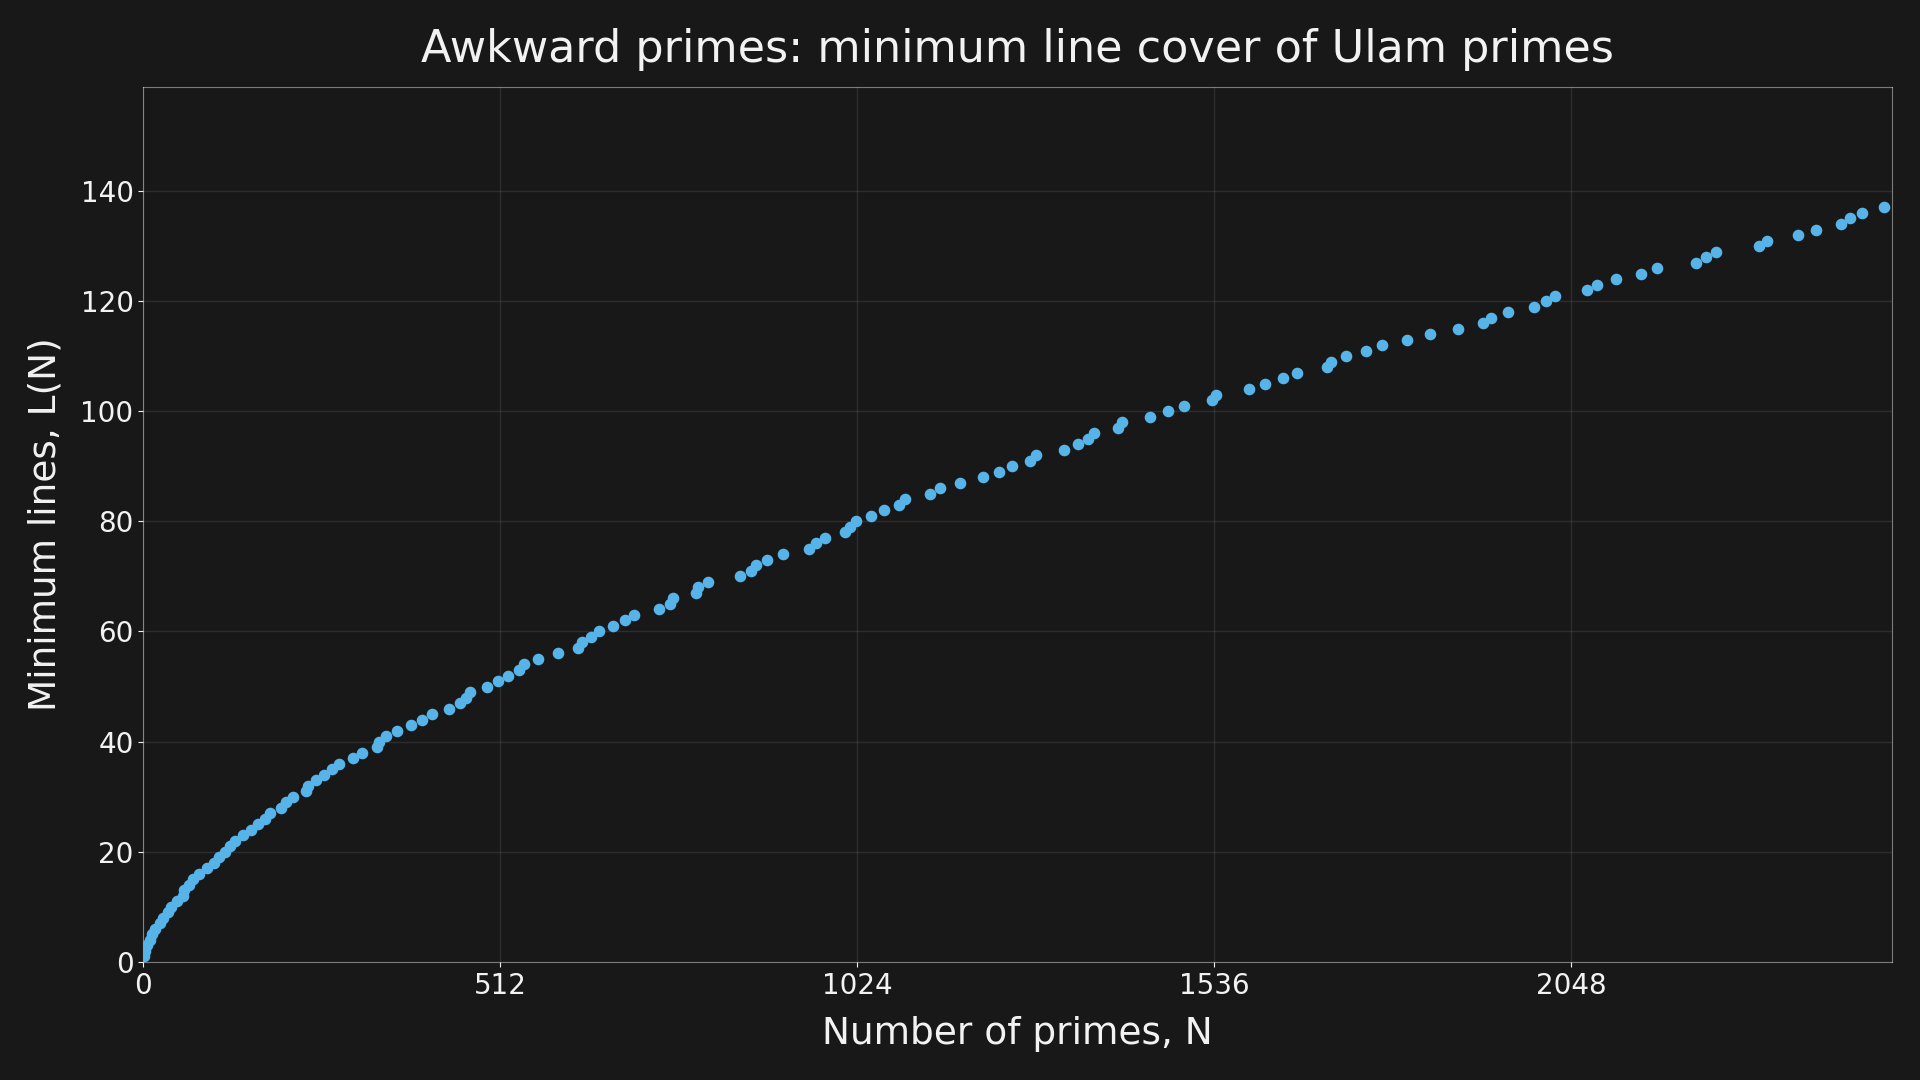 Awkward primes: minimum line cover of Ulam primes
Minimum lines, L(N)
140
120
100
80
60
40
20
0
0 512 1024 1536 2048
Number of primes, N